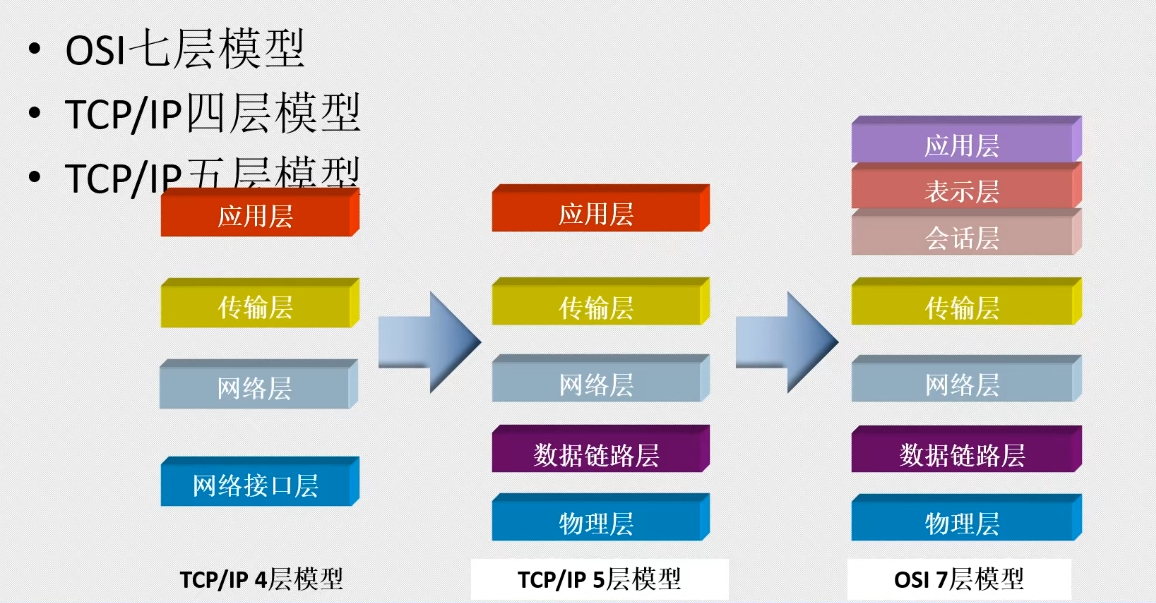 • OSI七层模型
• TCP/IP四层模型
• TCP/IP五层模型
应用层
传输层
网络层
网络接口层
TCP/IP 4层模型
应用层
传输层
网络层
数据链路层
物理层
TCP/IP 5层模型
应用层
表示层
会话层
传输层
网络层
数据链路层
物理层
OSI 7层模型